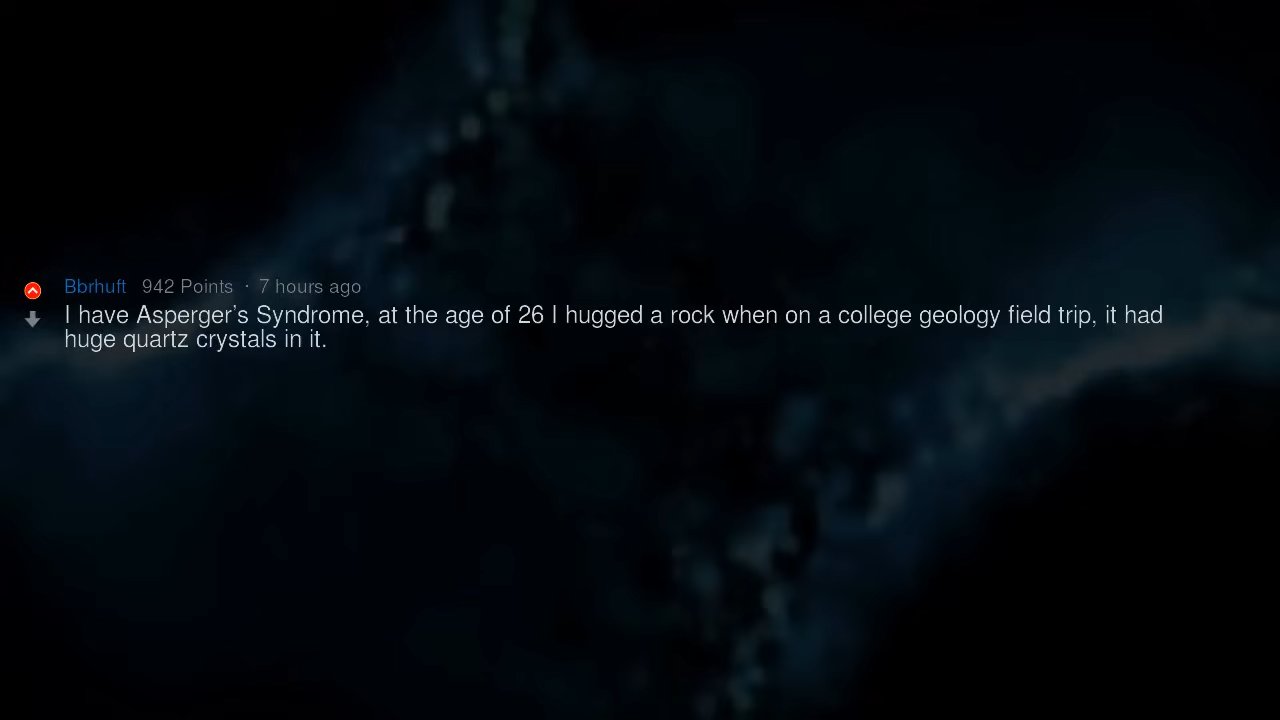 Bbrhuft 942 Points · 7 hours ago
I have Asperger’s Syndrome, at the age of 26 I hugged a rock when on a college geology field trip, it had
huge quartz crystals in it.